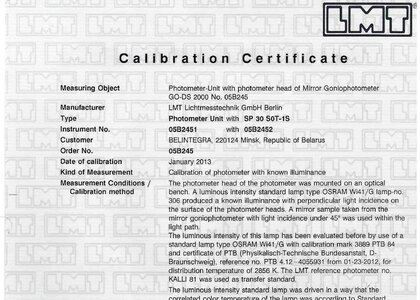 LMT
Calibration Certificate
Measuring Object Photometer-Unit with photometer head of Mirror Goniophotometer
GO-DS 2000 No. 05B245
Manufacturer LMT Lichtmesstechnik GmbH Berlin
Type Photometer Unit with SP 30 S0T-1S
Instrument No. 05B2451 with 05B2452
Customer BELINTEGRA, 220124 Minsk, Republic of Belarus
Order No. 05B245
Date of calibration January 2013
Kind of Measurement Calibration of photometer with known illuminance
Measurement Conditions / The photometer head of the photometer was mounted on an optical
Calibration method bench. A luminous intensity standard lamp type OSRAM Wi41/G lamp-no.
306 produced a known illuminance with perpendicular light incidence on
the surface of the photometer heads. A mirror sample taken from the
mirror goniophotometer with light incidence under 45° was used within the
light path.
The luminous intensity of this lamp has been evaluated before by use of a
standard lamp type OSRAM Wi41/G with calibration mark 3889 PTB 84
and certificate of PTB (Physikalisch-Technische Bundesanstalt, D-
Braunschweig), reference no. PTB 4.12 -4055931 from 01-23-2012, for
distribution temperature of 2856 K. The LMT reference photometer no.
KALLI 81 was used as transfer standard.
The luminous intensity standard lamp was driven in a way that the
correlated color temperature of the lamp was according to Standard